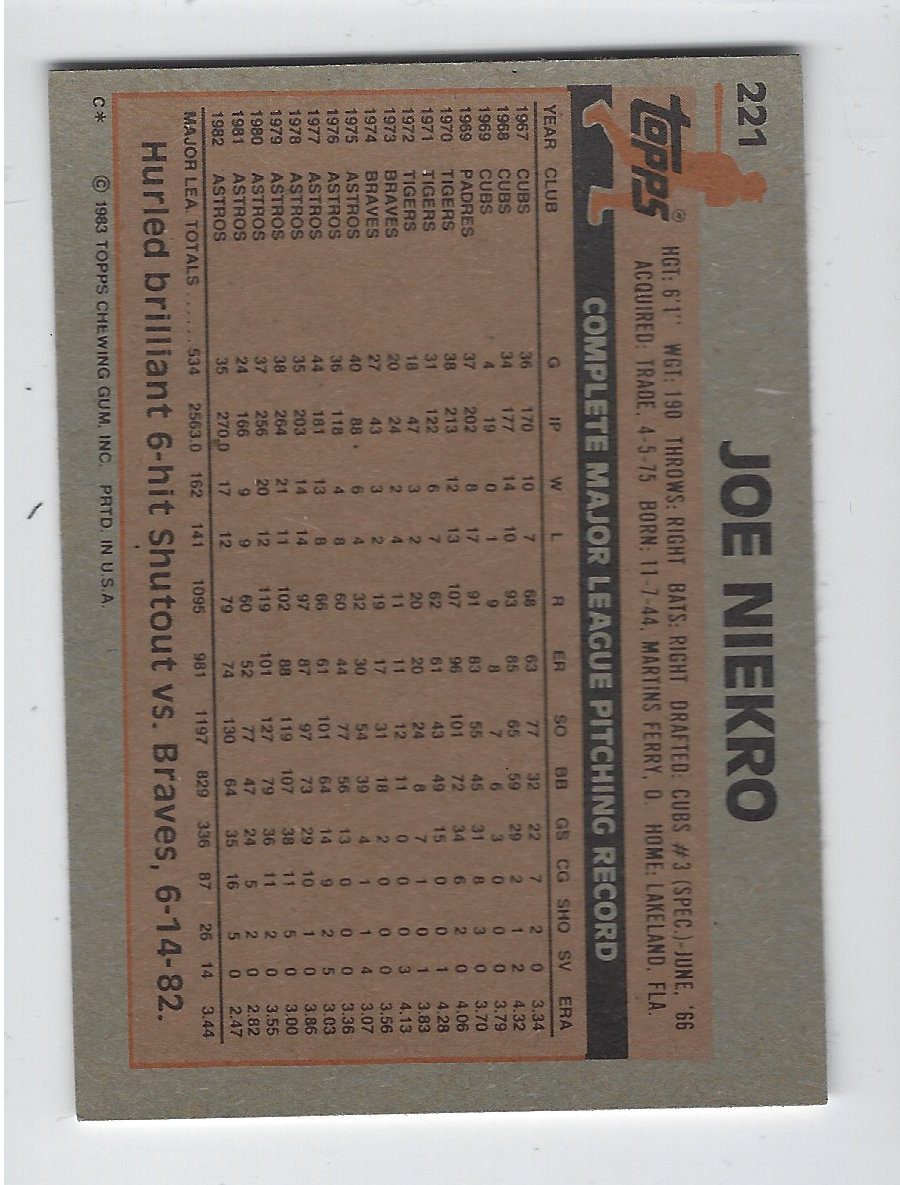 221
JOE NIEKRO
TOPPS®
HGT: 6'1" WGT: 190 THROWS: RIGHT BATS: RIGHT DRAFTED: CUBS #3 (SPEC.)-JUNE, '66
ACQUIRED: TRADE, 4-5-75 BORN: 11-7-44, MARTINS FERRY, O. HOME: LAKELAND, FLA.
COMPLETE MAJOR LEAGUE PITCHING RECORD
YEAR CLUB G IP W L R ER SO BB GS CG SHO SV ERA
1967 CUBS 36 170 10 7 68 63 77 32 22 7 2 0 3.34
1968 CUBS 34 177 14 10 93 85 65 59 29 2 1 2 4.32
1969 CUBS 4 19 0 1 9 8 7 6 3 0 0 0 3.79
1969 PADRES 37 202 8 17 91 83 55 45 31 8 3 0 3.70
1970 TIGERS 38 213 12 13 107 96 101 72 34 6 2 0 4.06
1971 TIGERS 31 122 6 7 62 61 43 49 15 0 0 1 4.28
1972 TIGERS 18 47 3 2 20 20 24 8 7 1 0 1 3.83
1973 BRAVES 20 24 2 4 11 11 12 11 0 0 0 3 4.13
1974 BRAVES 27 43 3 2 19 17 31 18 2 0 0 0 3.56
1975 ASTROS 40 88 6 4 32 30 54 39 4 1 1 4 3.07
1976 ASTROS 36 118 4 8 60 44 77 56 13 0 0 0 3.36
1977 ASTROS 44 181 13 8 66 61 101 64 14 9 2 5 3.03
1978 ASTROS 35 203 14 14 97 87 97 73 29 10 1 0 3.86
1979 ASTROS 38 264 21 11 102 88 119 107 38 11 5 0 3.00
1980 ASTROS 37 256 20 12 119 101 127 79 36 11 2 0 3.55
1981 ASTROS 24 166 9 9 60 52 77 47 24 5 2 0 2.82
1982 ASTROS 35 270.0 17 12 79 74 130 64 35 16 5 0 2.47
MAJOR LEA. TOTALS ..... 534 2563.0 162 141 1095 981 1197 829 336 87 26 14 3.44
Hurled brilliant 6-hit Shutout vs. Braves, 6-14-82.
C* © 1983 TOPPS CHEWING GUM, INC. PRTD. IN U.S.A.